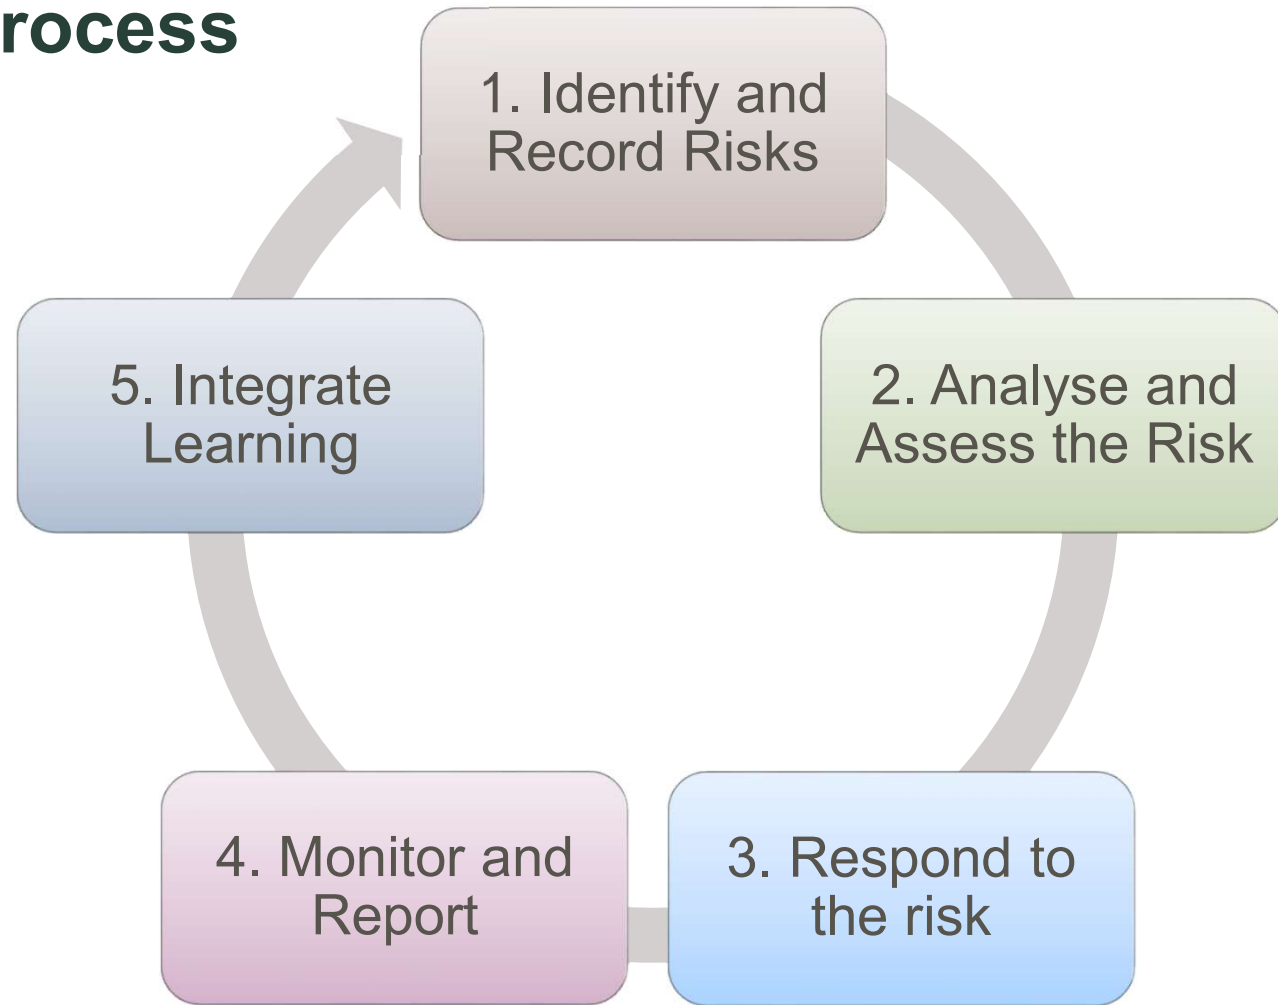 rocess
1. Identify and
Record Risks
2. Analyse and
Assess the Risk
3. Respond to
the risk
4. Monitor and
Report
5. Integrate
Learning